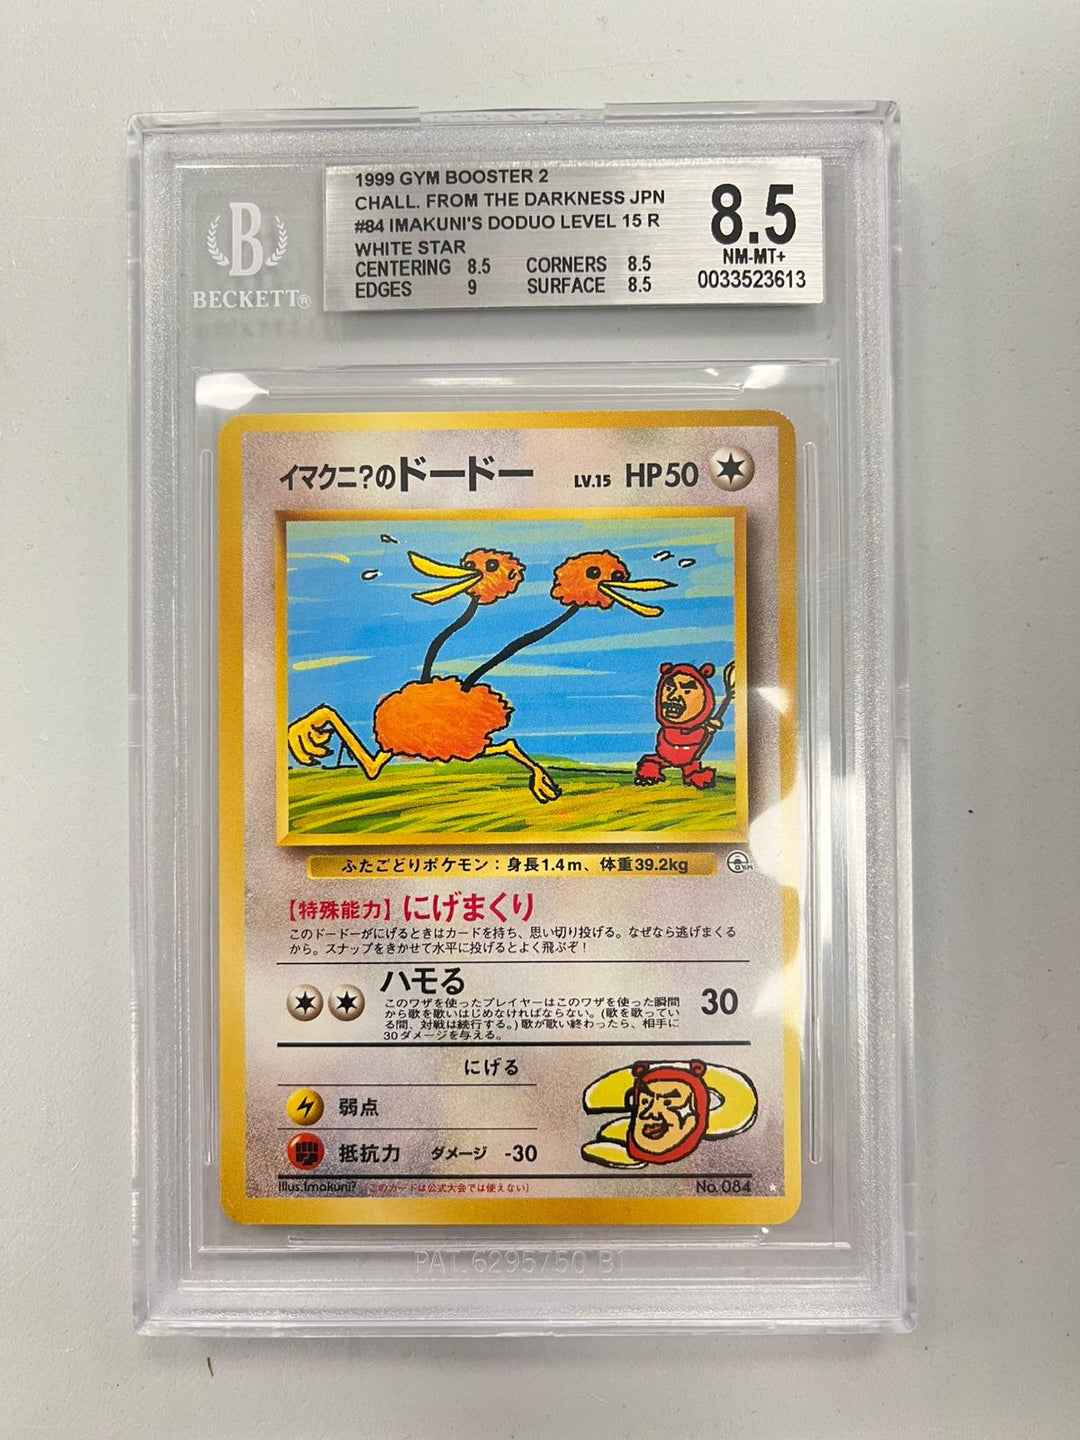 1999 GYM BOOSTER 2
CHALL. FROM THE DARKNESS JPN
#84 IMAKUNI'S DODUO LEVEL 15 R
WHITE STAR
CENTERING 8.5 CORNERS 8.5
EDGES 9 SURFACE 8.5
8.5
NM-MT+
0033523613
B
BECKETT®
イマクニ?のドードー LV.15 HP50
ふたごどりポケモン：身長1.4m、体重39.2kg
GYM
【特殊能力】にげまくり
このドードーがにげるときはカードを持ち、思い切り投げる。なぜなら逃げまくる
から。スナップをきかせて水平に投げるとよく飛ぶぞ！
ハモる 30
このワザを使ったプレイヤーはこのワザを使った瞬間
から歌を歌いはじめなければならない。(歌を歌ってい
る間、対戦は続行する。)歌が歌い終わったら、相手に
30ダメージを与える。
にげる
弱点
抵抗力 ダメージ -30
Illus.Imakuni? (このカードは公式大会では使えない) No. 084
PAT.6295750 B1